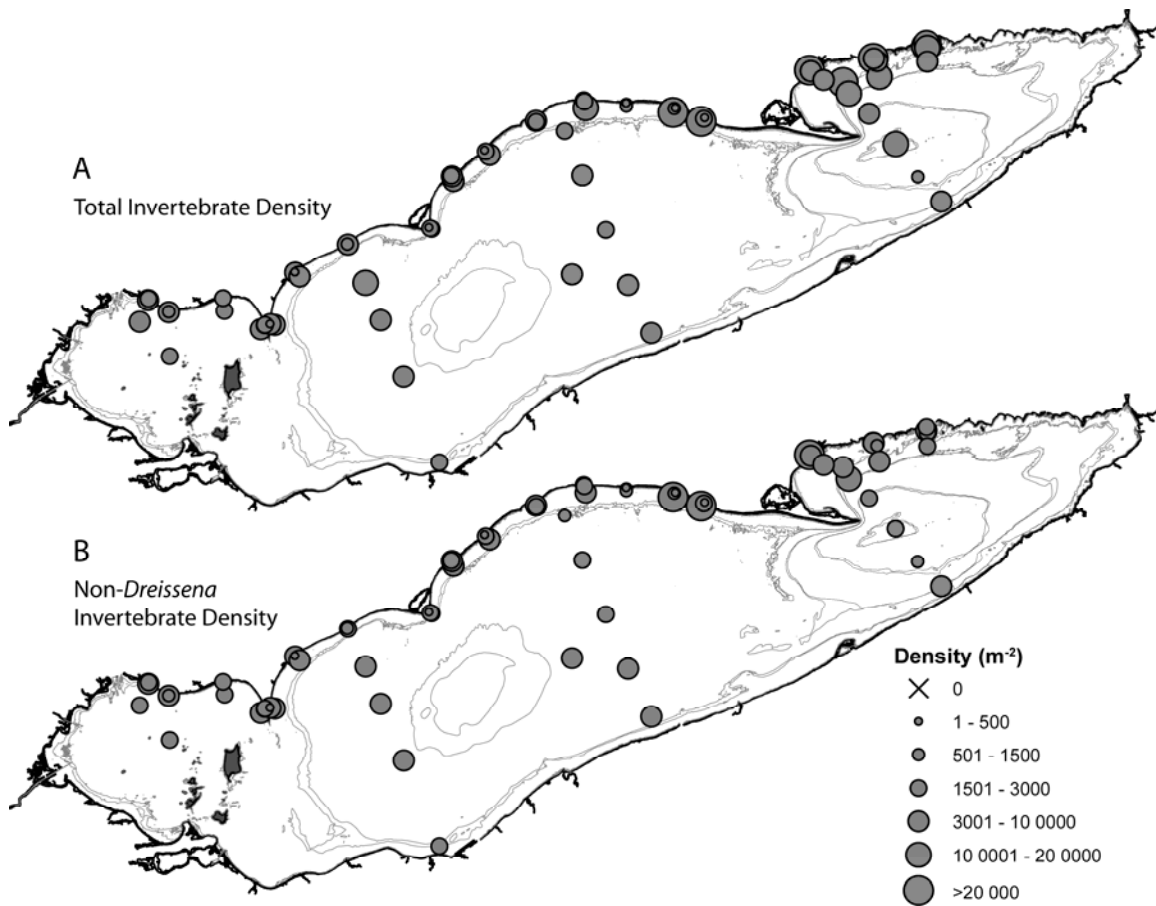 A
Total Invertebrate Density
B
Non-Dreissena
Invertebrate Density
Density (m-2)
0
1 - 500
501 - 1500
1501 - 3000
3001 - 10 0000
10 0001 - 20 0000
>20 000